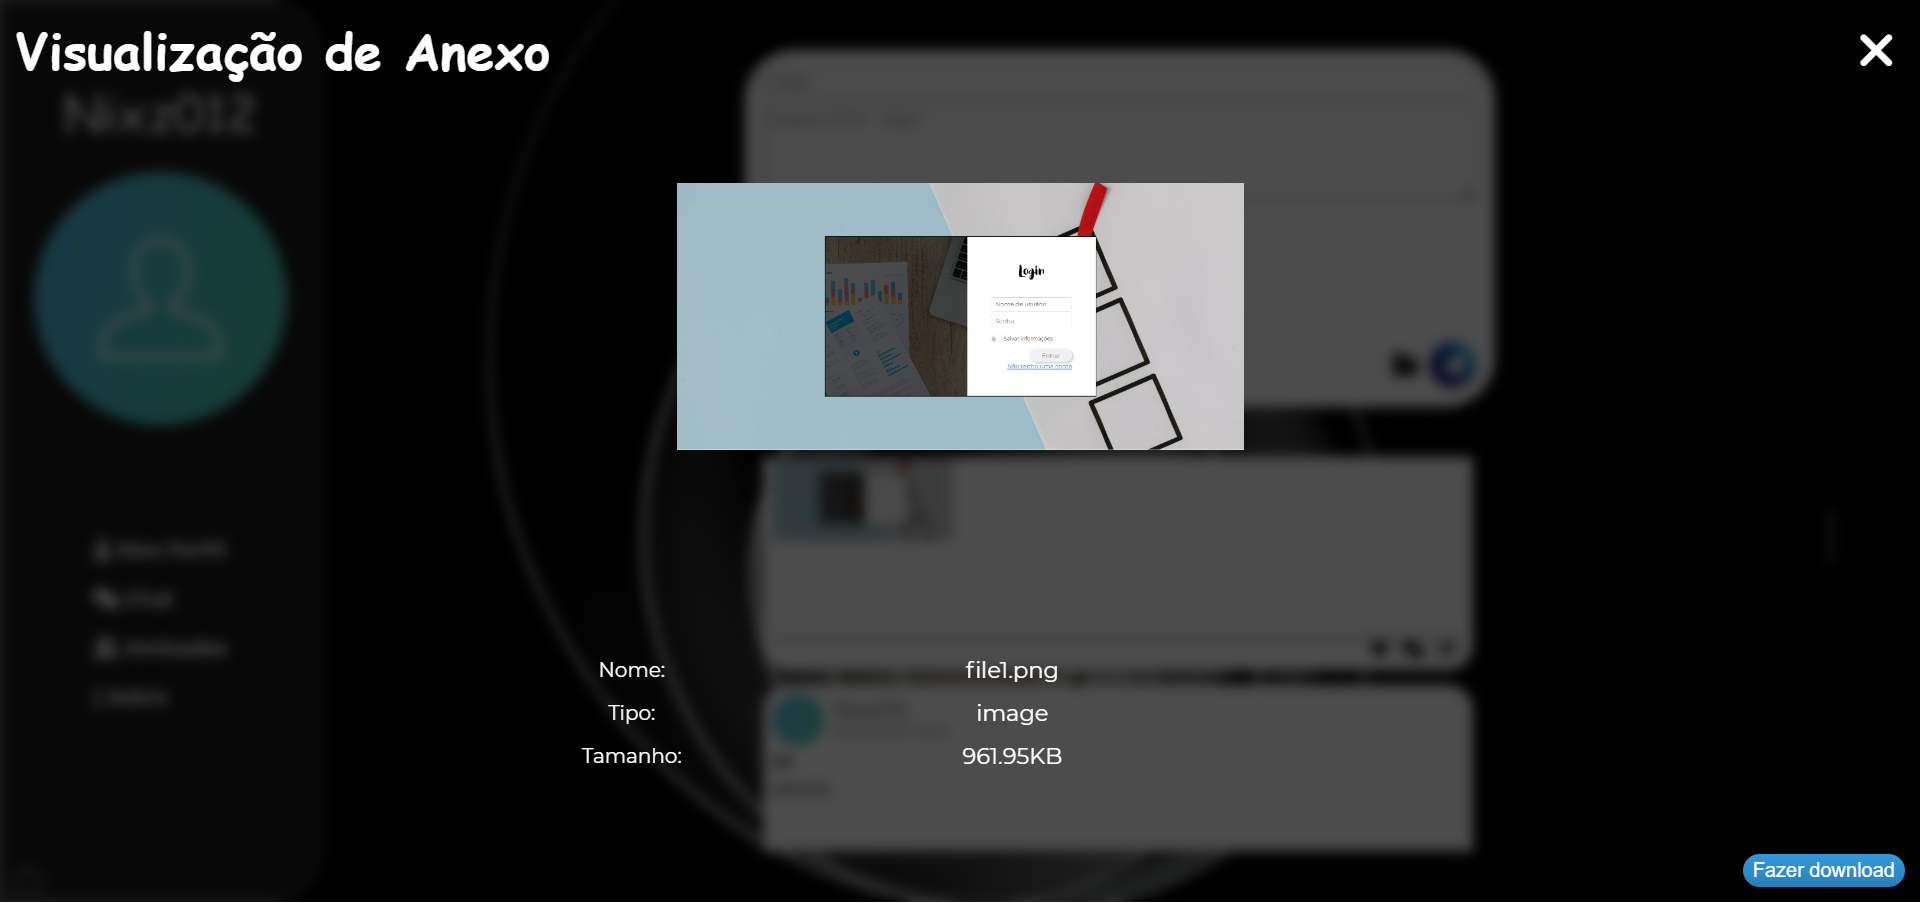 Visualização de Anexo
Nixz012
Login
Nome de usuário
Senha
Salvar informações
Entrar
Não tenho uma conta
Nome: file1.png
Tipo: image
Tamanho: 961.95KB
Fazer download